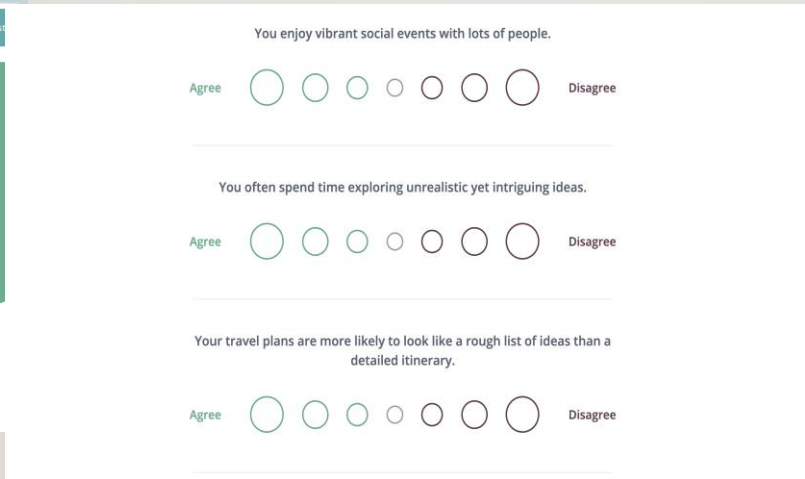 You enjoy vibrant social events with lots of people.
Agree Disagree
You often spend time exploring unrealistic yet intriguing ideas.
Agree Disagree
Your travel plans are more likely to look like a rough list of ideas than a
detailed itinerary.
Agree Disagree